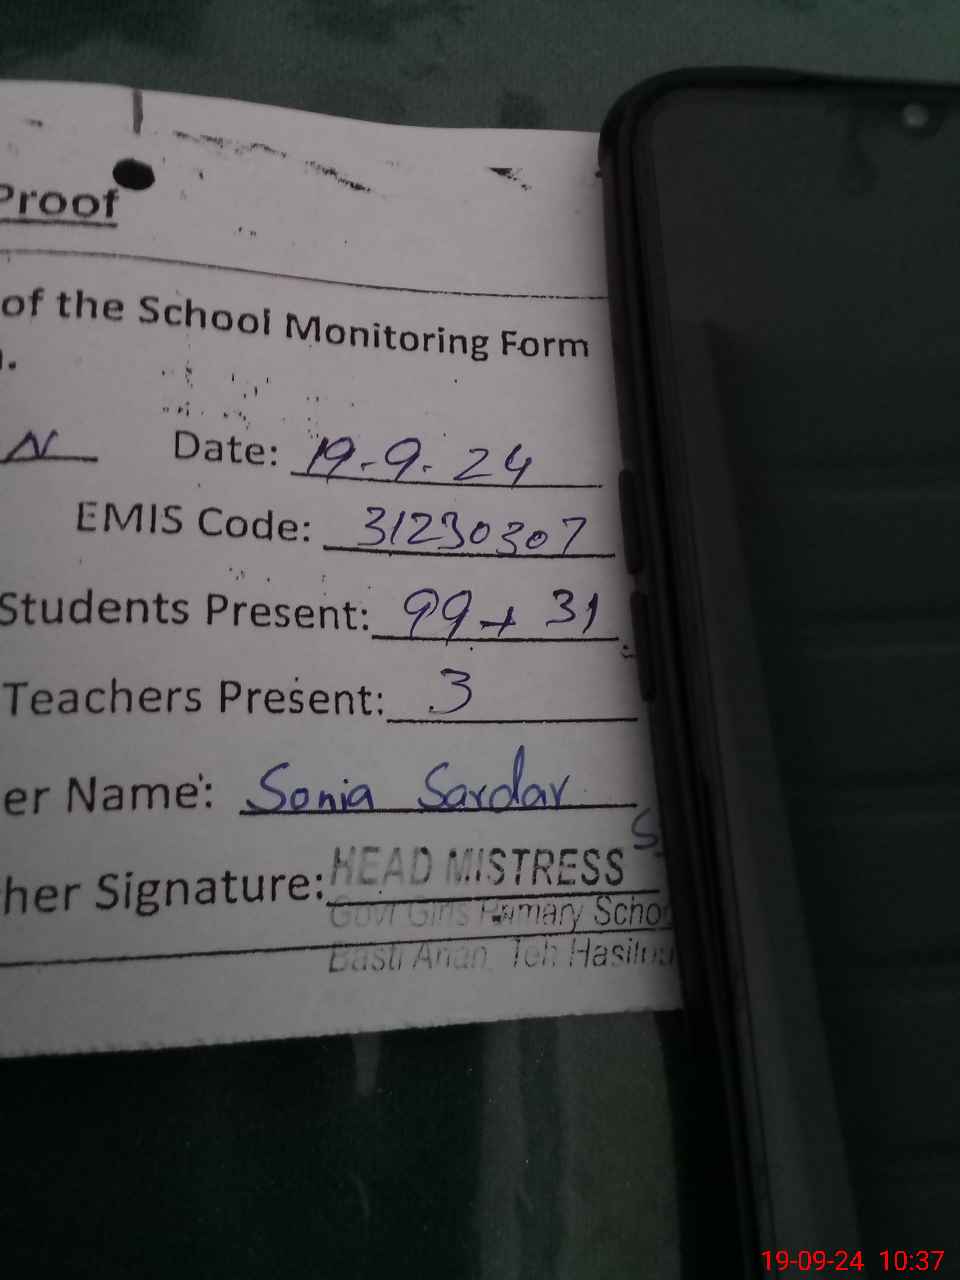 Proof
of the School Monitoring Form
N Date: 19-9-24
EMIS Code: 31230307
Students Present: 99+31
Teachers Present: 3
er Name: Sonia Sardar
her Signature: HEAD MISTRESS
Govt Girls Primary Schoo
Basti Arian Teh Hasilpu
19-09-24 10:37